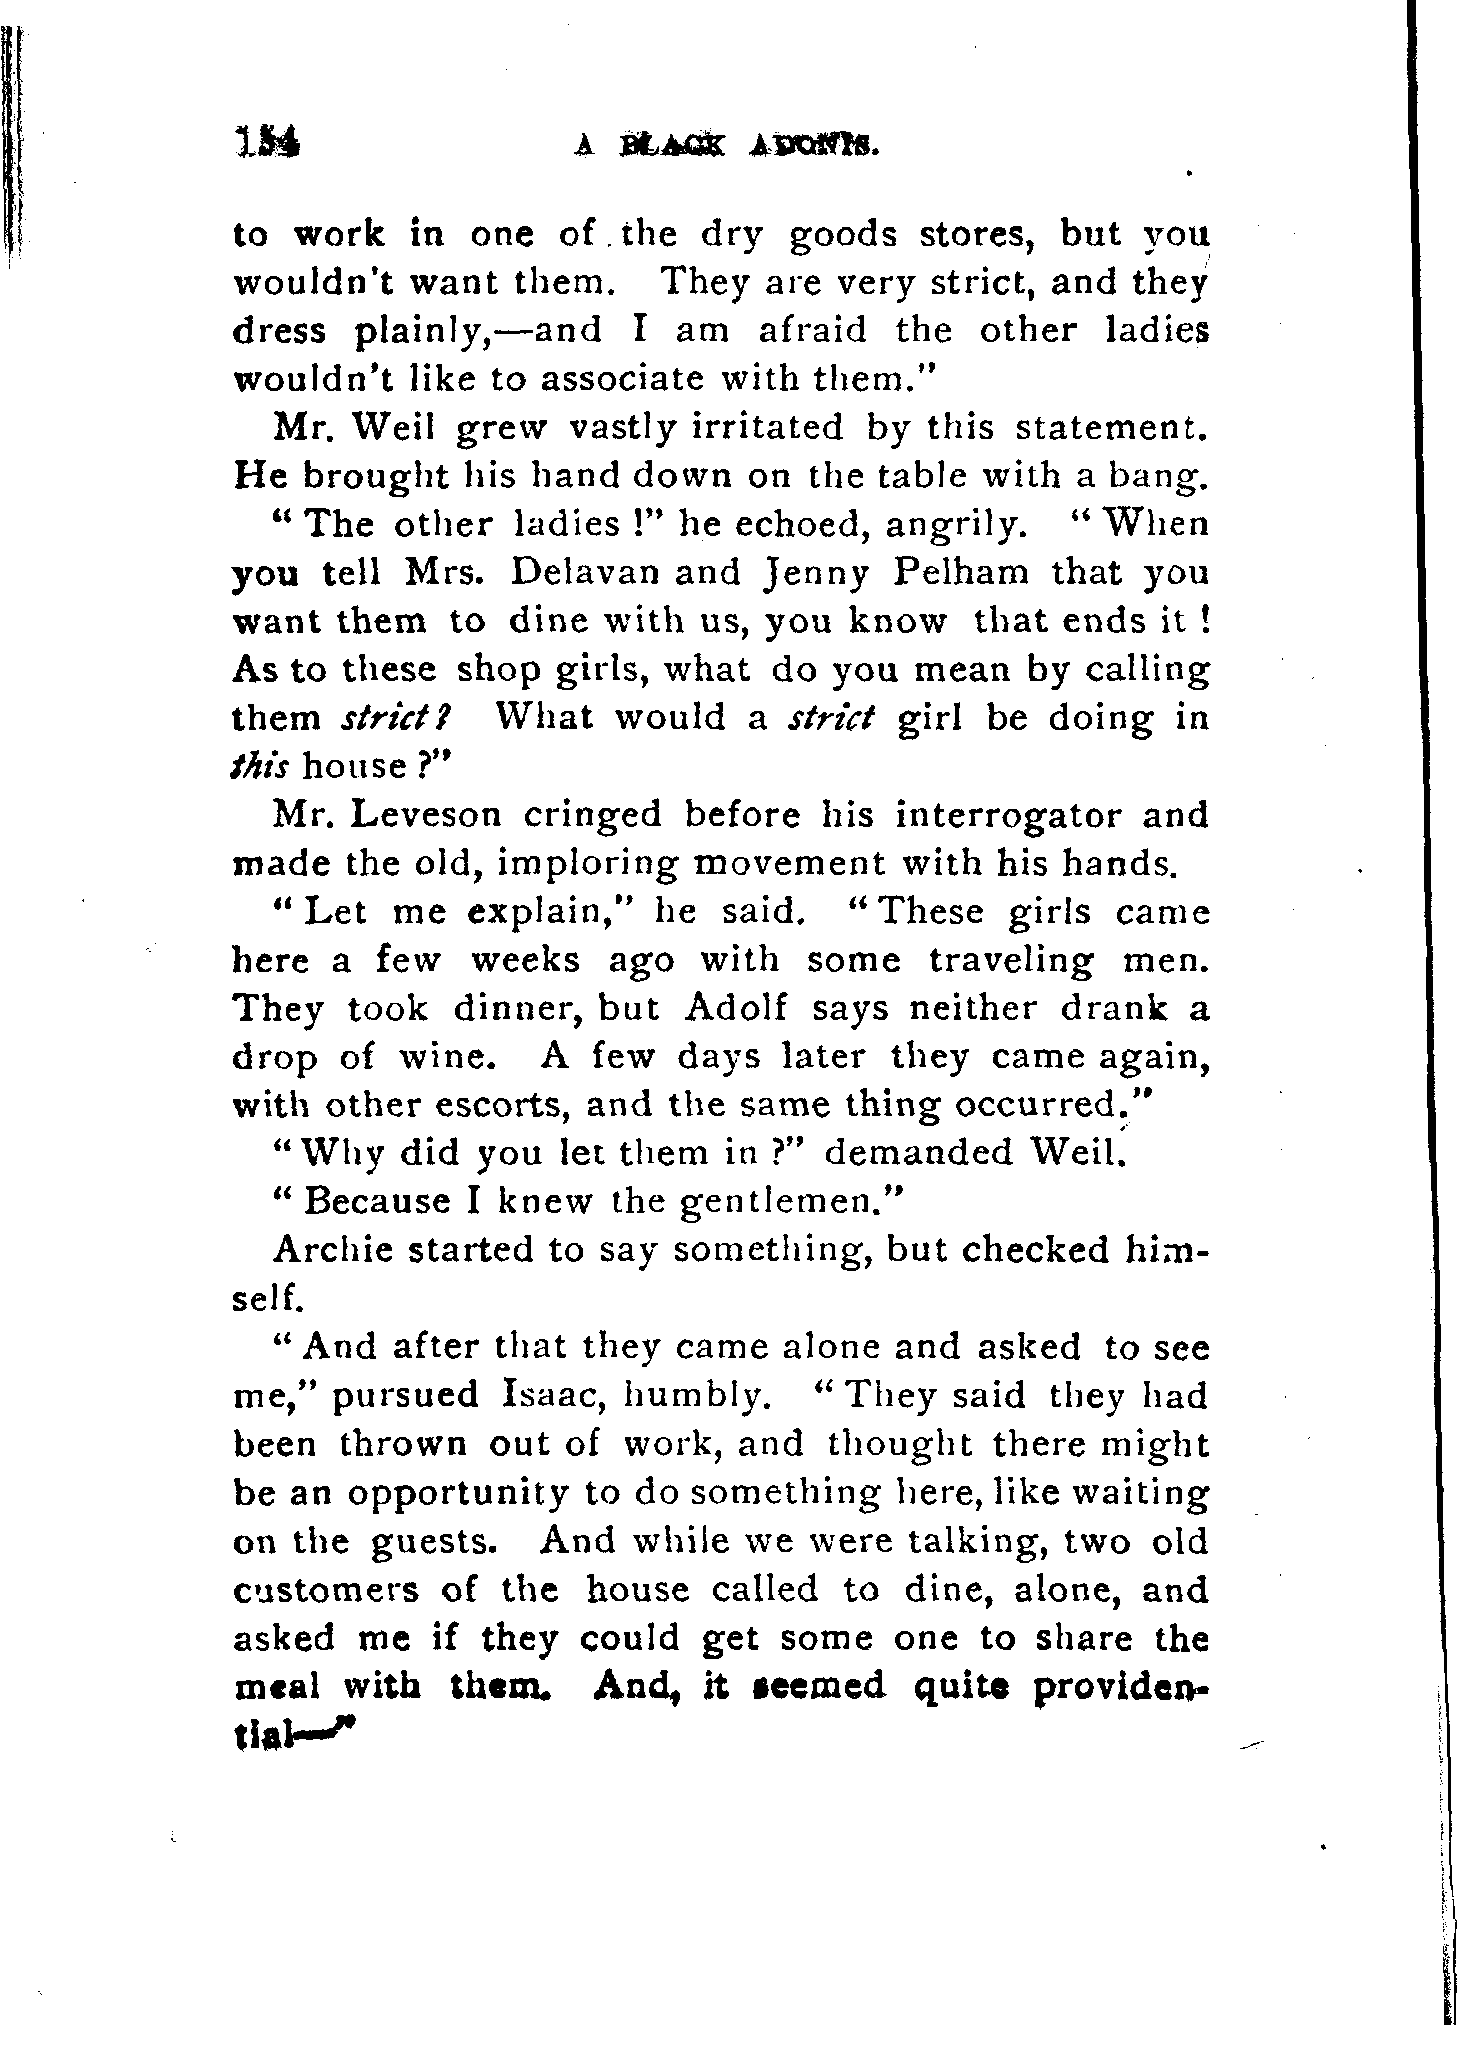 154 A BLACK ADONIS.
to work in one of the dry goods stores, but you
wouldn't want them. They are very strict, and they
dress plainly,—and I am afraid the other ladies
wouldn't like to associate with them."
Mr. Weil grew vastly irritated by this statement.
He brought his hand down on the table with a bang.
"The other ladies!" he echoed, angrily. "When
you tell Mrs. Delavan and Jenny Pelham that you
want them to dine with us, you know that ends it!
As to these shop girls, what do you mean by calling
them strict? What would a strict girl be doing in
this house?"
Mr. Leveson cringed before his interrogator and
made the old, imploring movement with his hands.
"Let me explain," he said. "These girls came
here a few weeks ago with some traveling men.
They took dinner, but Adolf says neither drank a
drop of wine. A few days later they came again,
with other escorts, and the same thing occurred."
"Why did you let them in?" demanded Weil.
"Because I knew the gentlemen."
Archie started to say something, but checked him-
self.
"And after that they came alone and asked to see
me," pursued Isaac, humbly. "They said they had
been thrown out of work, and thought there might
be an opportunity to do something here, like waiting
on the guests. And while we were talking, two old
customers of the house called to dine, alone, and
asked me if they could get some one to share the
meal with them. And, it seemed quite providen-
tial—"